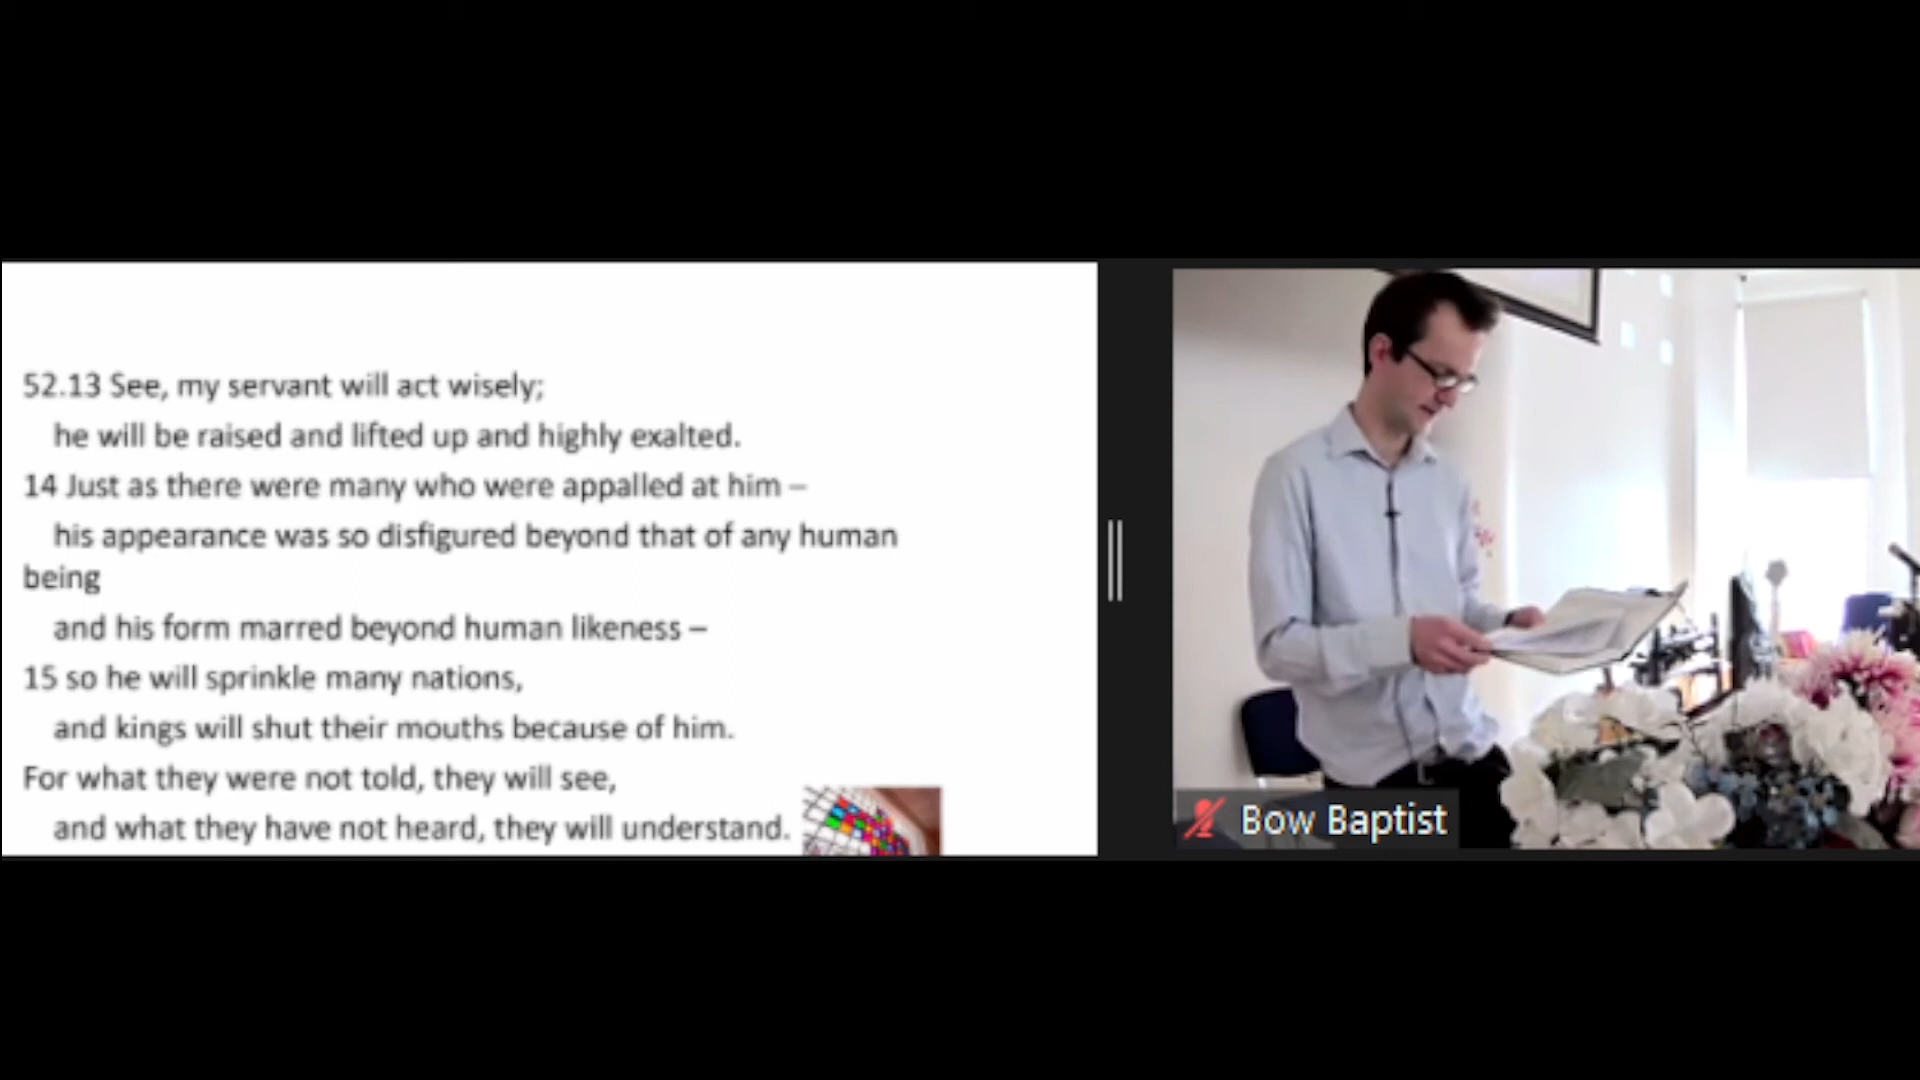 52.13 See, my servant will act wisely;
he will be raised and lifted up and highly exalted.
14 Just as there were many who were appalled at him –
his appearance was so disfigured beyond that of any human
being
and his form marred beyond human likeness –
15 so he will sprinkle many nations,
and kings will shut their mouths because of him.
For what they were not told, they will see,
and what they have not heard, they will understand.
Bow Baptist